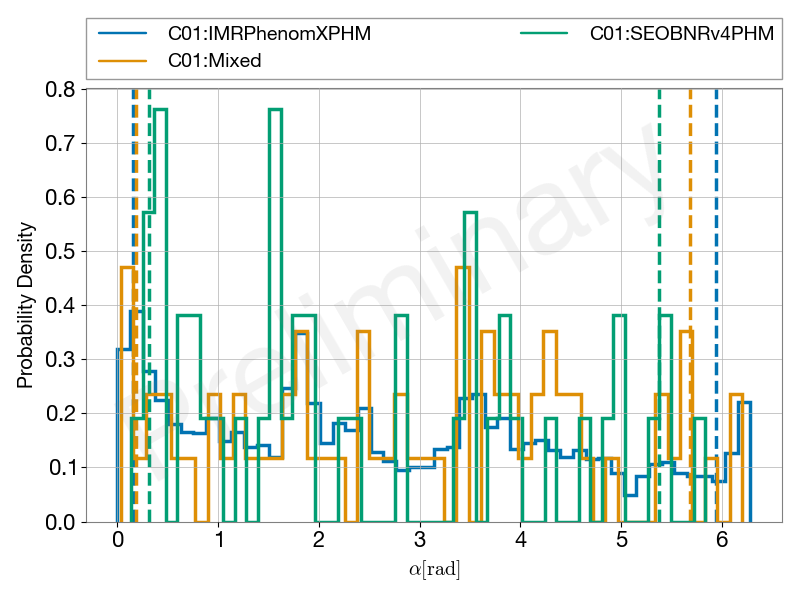 C01:IMRPhenomXPHM
C01:Mixed
C01:SEOBNRv4PHM
0.8
0.7
0.6
0.5
0.4
0.3
0.2
0.1
0.0
Probability Density
Preliminary
0 1 2 3 4 5 6
α[rad]